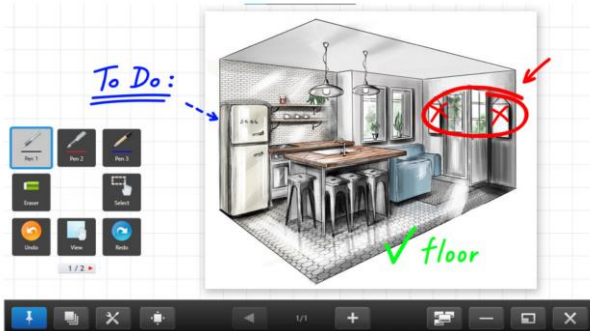 To Do:
floor
Pen 1
Pen 2
Pen 3
Eraser
Select
Undo
View
Redo
1 / 2
1/1